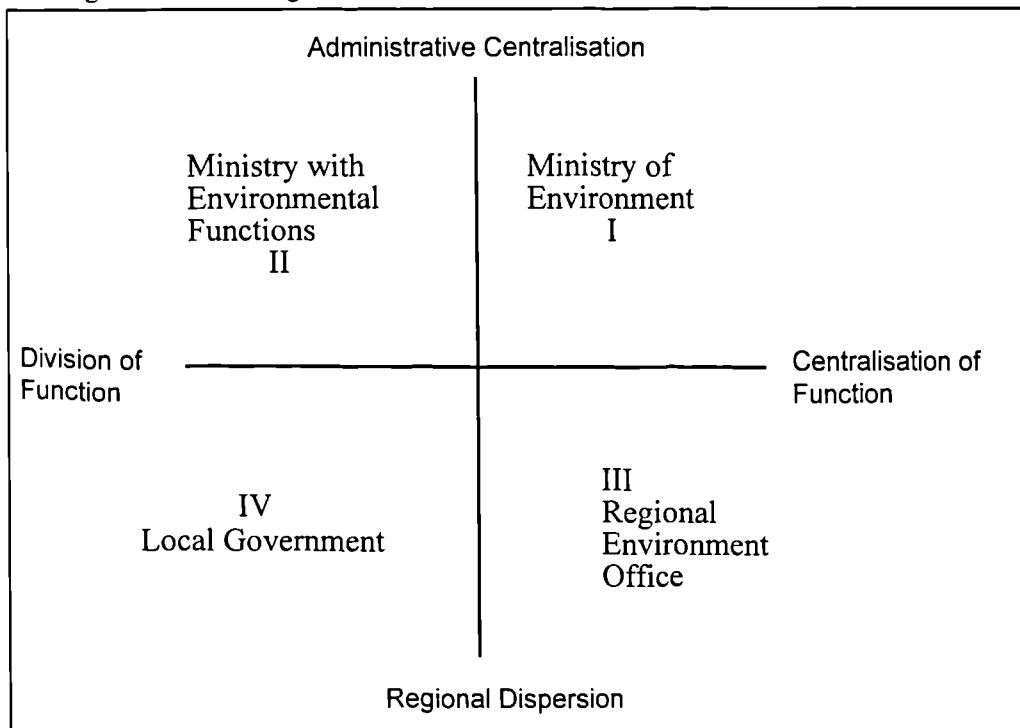 Administrative Centralisation
Ministry with
Environmental
Functions
II
Ministry of
Environment
I
Division of
Function
Centralisation of
Function
IV
Local Government
III
Regional
Environment
Office
Regional Dispersion